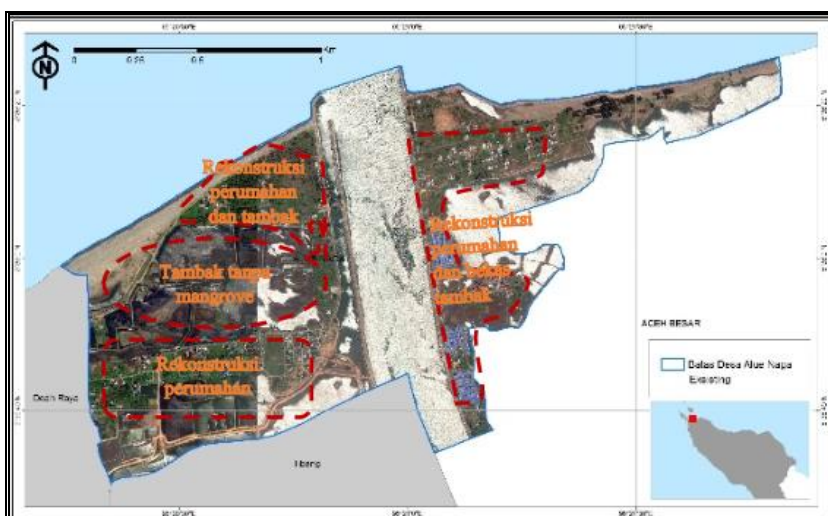 N
Km
0
0.25
0.5
1
Rekonstruksi
perumahan
dan tambak
Rekonstruksi
perumahan
dan bekas
tambak
Tambak tanpa
mangrove
Rekonstruksi
perumahan
ACEH BESAR
Batas Desa Alue Naga
Exsisting
Deah Raya
Tibang